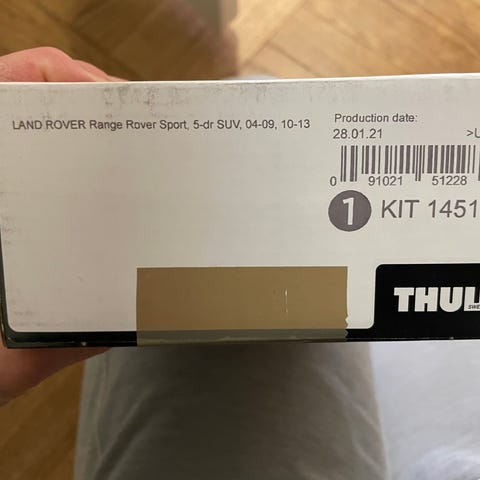 LAND ROVER Range Rover Sport, 5-dr SUV, 04-09, 10-13
Production date:
28.01.21
0 91021 51228
1 KIT 1451
THUL
SWE